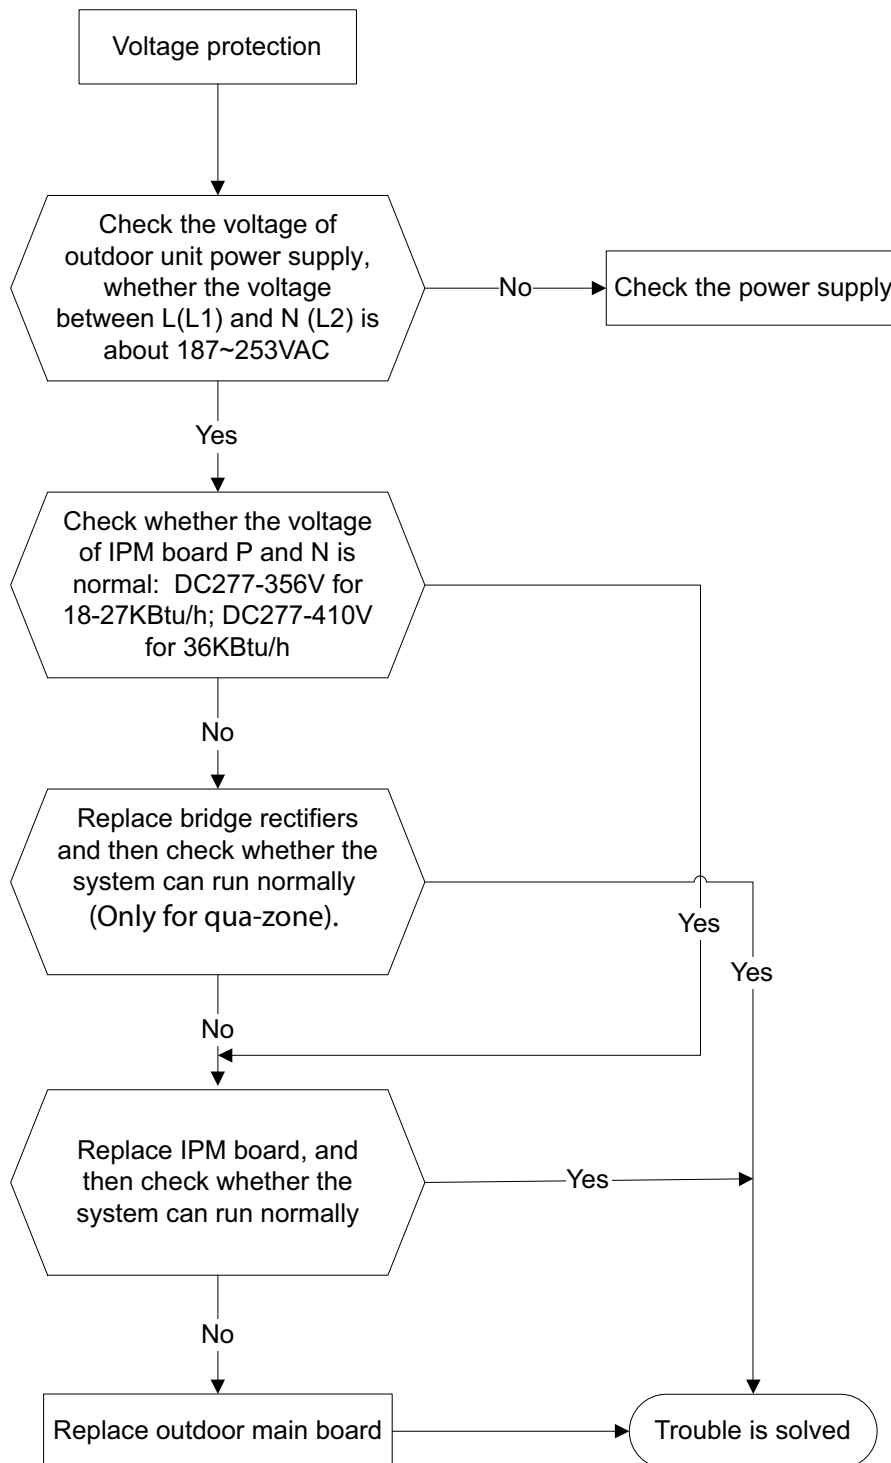 Voltage protection
Check the voltage of
outdoor unit power supply,
whether the voltage
between L(L1) and N (L2) is
about 187~253VAC
No
Check the power supply
Yes
Check whether the voltage
of IPM board P and N is
normal:  DC277-356V for
18-27KBtu/h; DC277-410V
for 36KBtu/h
No
Replace bridge rectifiers
and then check whether the
system can run normally
(Only for qua-zone).
Yes
Yes
No
Replace IPM board, and
then check whether the
system can run normally
Yes
No
Replace outdoor main board
Trouble is solved